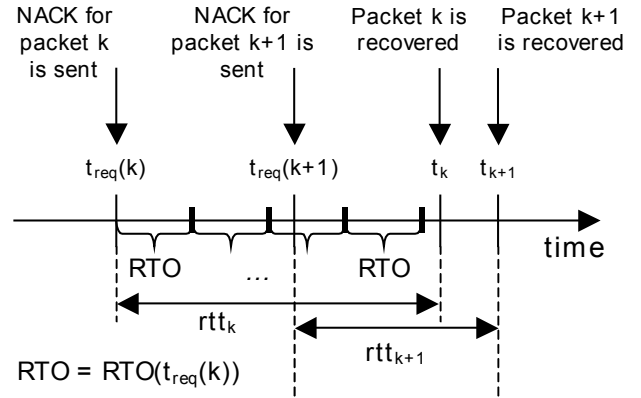 NACK for
packet k
is sent
NACK for
packet k+1 is
sent
Packet k is
recovered
Packet k+1
is recovered
t_req(k)
t_req(k+1)
t_k
t_k+1
time
RTO
...
RTO
rtt_k
rtt_k+1
RTO = RTO(t_req(k))